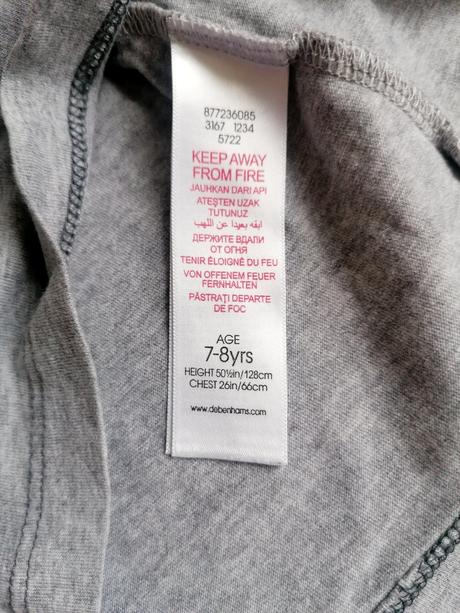 877236085
3167 1234
5722
KEEP AWAY
FROM FIRE
JAUHKAN DARI API
ATEŞTEN UZAK
TUTUNUZ
ابقه بعيدا عن اللهب
ДЕРЖИТЕ ВДАЛИ
ОТ ОГНЯ
TENIR ÉLOIGNÉ DU FEU
VON OFFENEM FEUER
FERNHALTEN
PĂSTRAŢI DEPARTE
DE FOC
AGE
7-8yrs
HEIGHT 50½in/128cm
CHEST 26in/66cm
www.debenhams.com